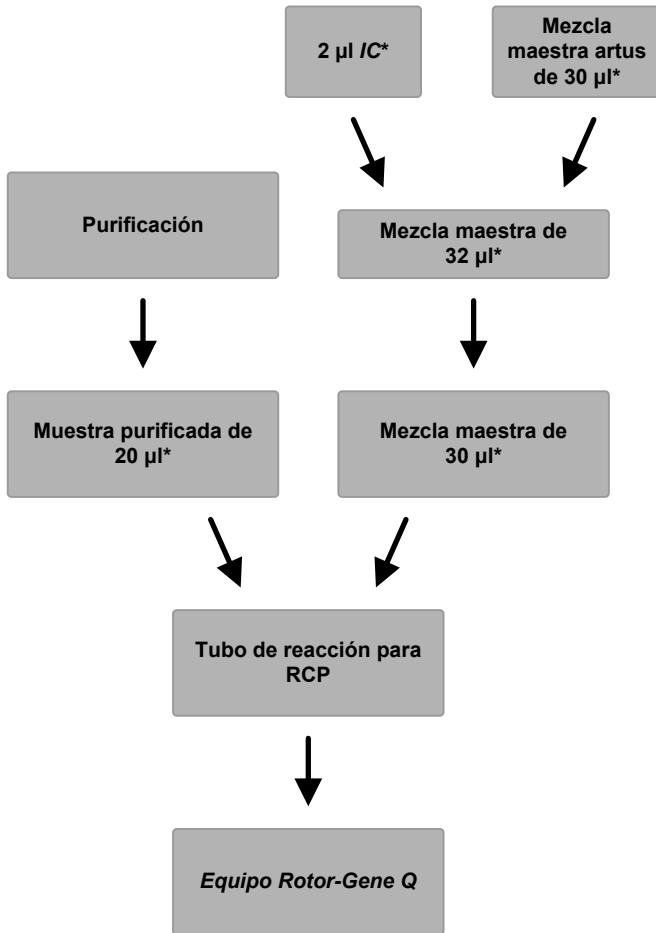 2 µl IC*
Mezcla
maestra artus
de 30 µl*
Purificación
Mezcla maestra de
32 µl*
Muestra purificada de
20 µl*
Mezcla maestra de
30 µl*
Tubo de reacción para
RCP
Equipo Rotor-Gene Q